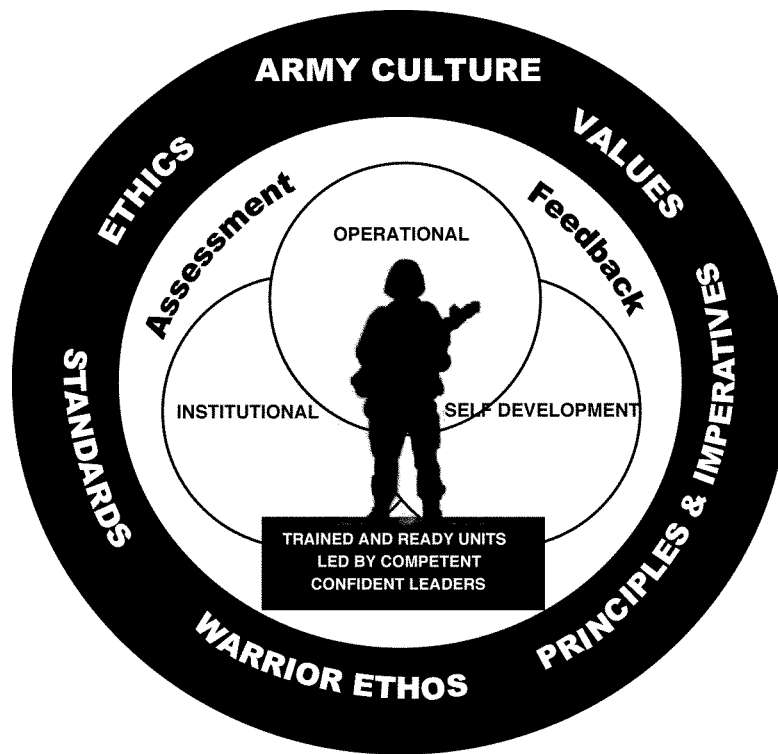 ARMY CULTURE
ETHICS
VALUES
Assessment
Feedback
OPERATIONAL
STANDARDS
PRINCIPLES & IMPERATIVES
INSTITUTIONAL
SELF DEVELOPMENT
TRAINED AND READY UNITS
LED BY COMPETENT
CONFIDENT LEADERS
WARRIOR ETHOS